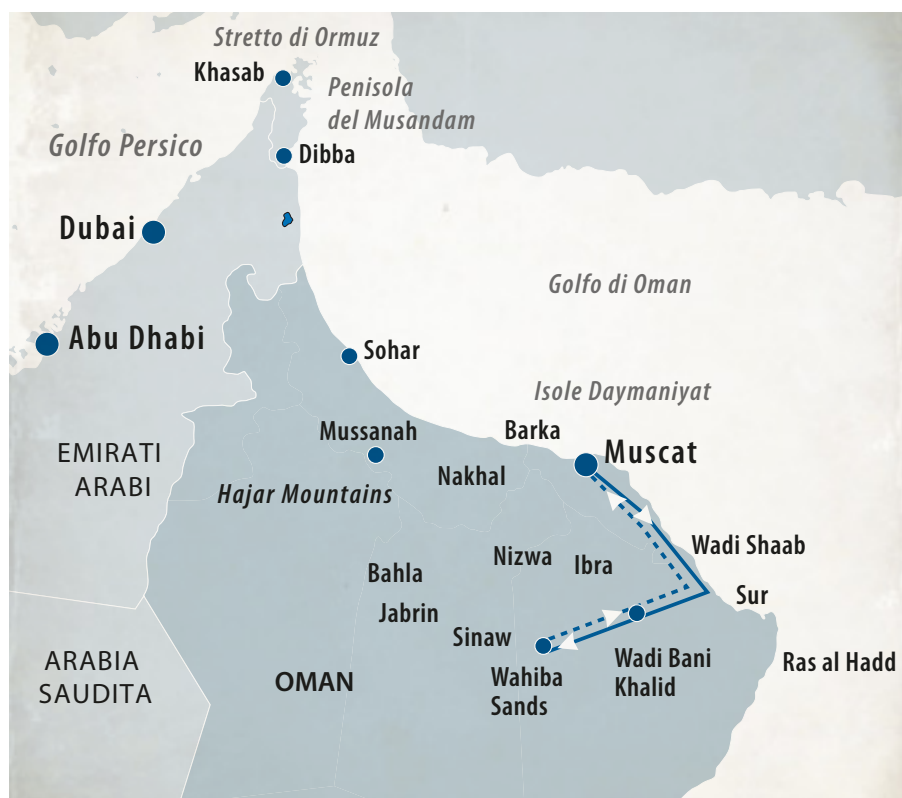 Stretto di Ormuz
Khasab
Penisola
del Musandam
Golfo Persico
Dibba
Dubai
Golfo di Oman
Abu Dhabi
Sohar
Isole Daymaniyat
Mussanah
Barka
Muscat
EMIRATI
ARABI
Nakhal
Hajar Mountains
Wadi Shaab
Nizwa
Ibra
Bahla
Sur
Jabrin
Sinaw
ARABIA
SAUDITA
OMAN
Wahiba
Sands
Wadi Bani
Khalid
Ras al Hadd